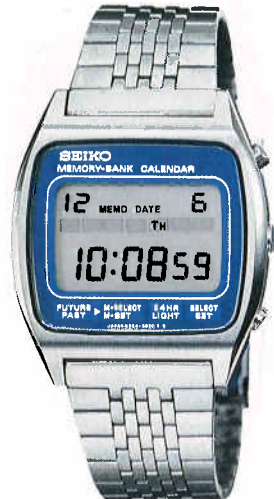 SEIKO
MEMORY-BANK CALENDAR
12 MEMO DATE 6
TH
10:08 59
FUTURE M-SELECT 24HR SELECT
PAST M-SET LIGHT SET